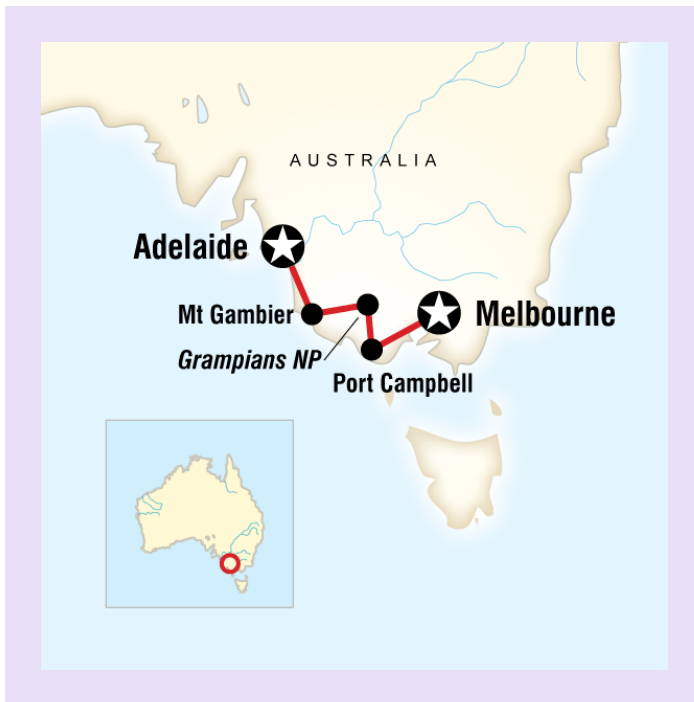 AUSTRALIA
Adelaide
Mt Gambier
Melbourne
Grampians NP
Port Campbell